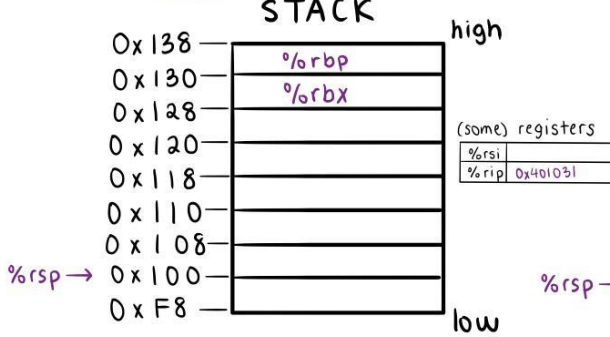 STACK
high
0x138
%rbp
0x130
%rbx
0x128
0x120
0x118
0x110
0x108
%rsp → 0x100
0xF8
low
(some) registers
%rsi
%rip 0x401031
%rsp